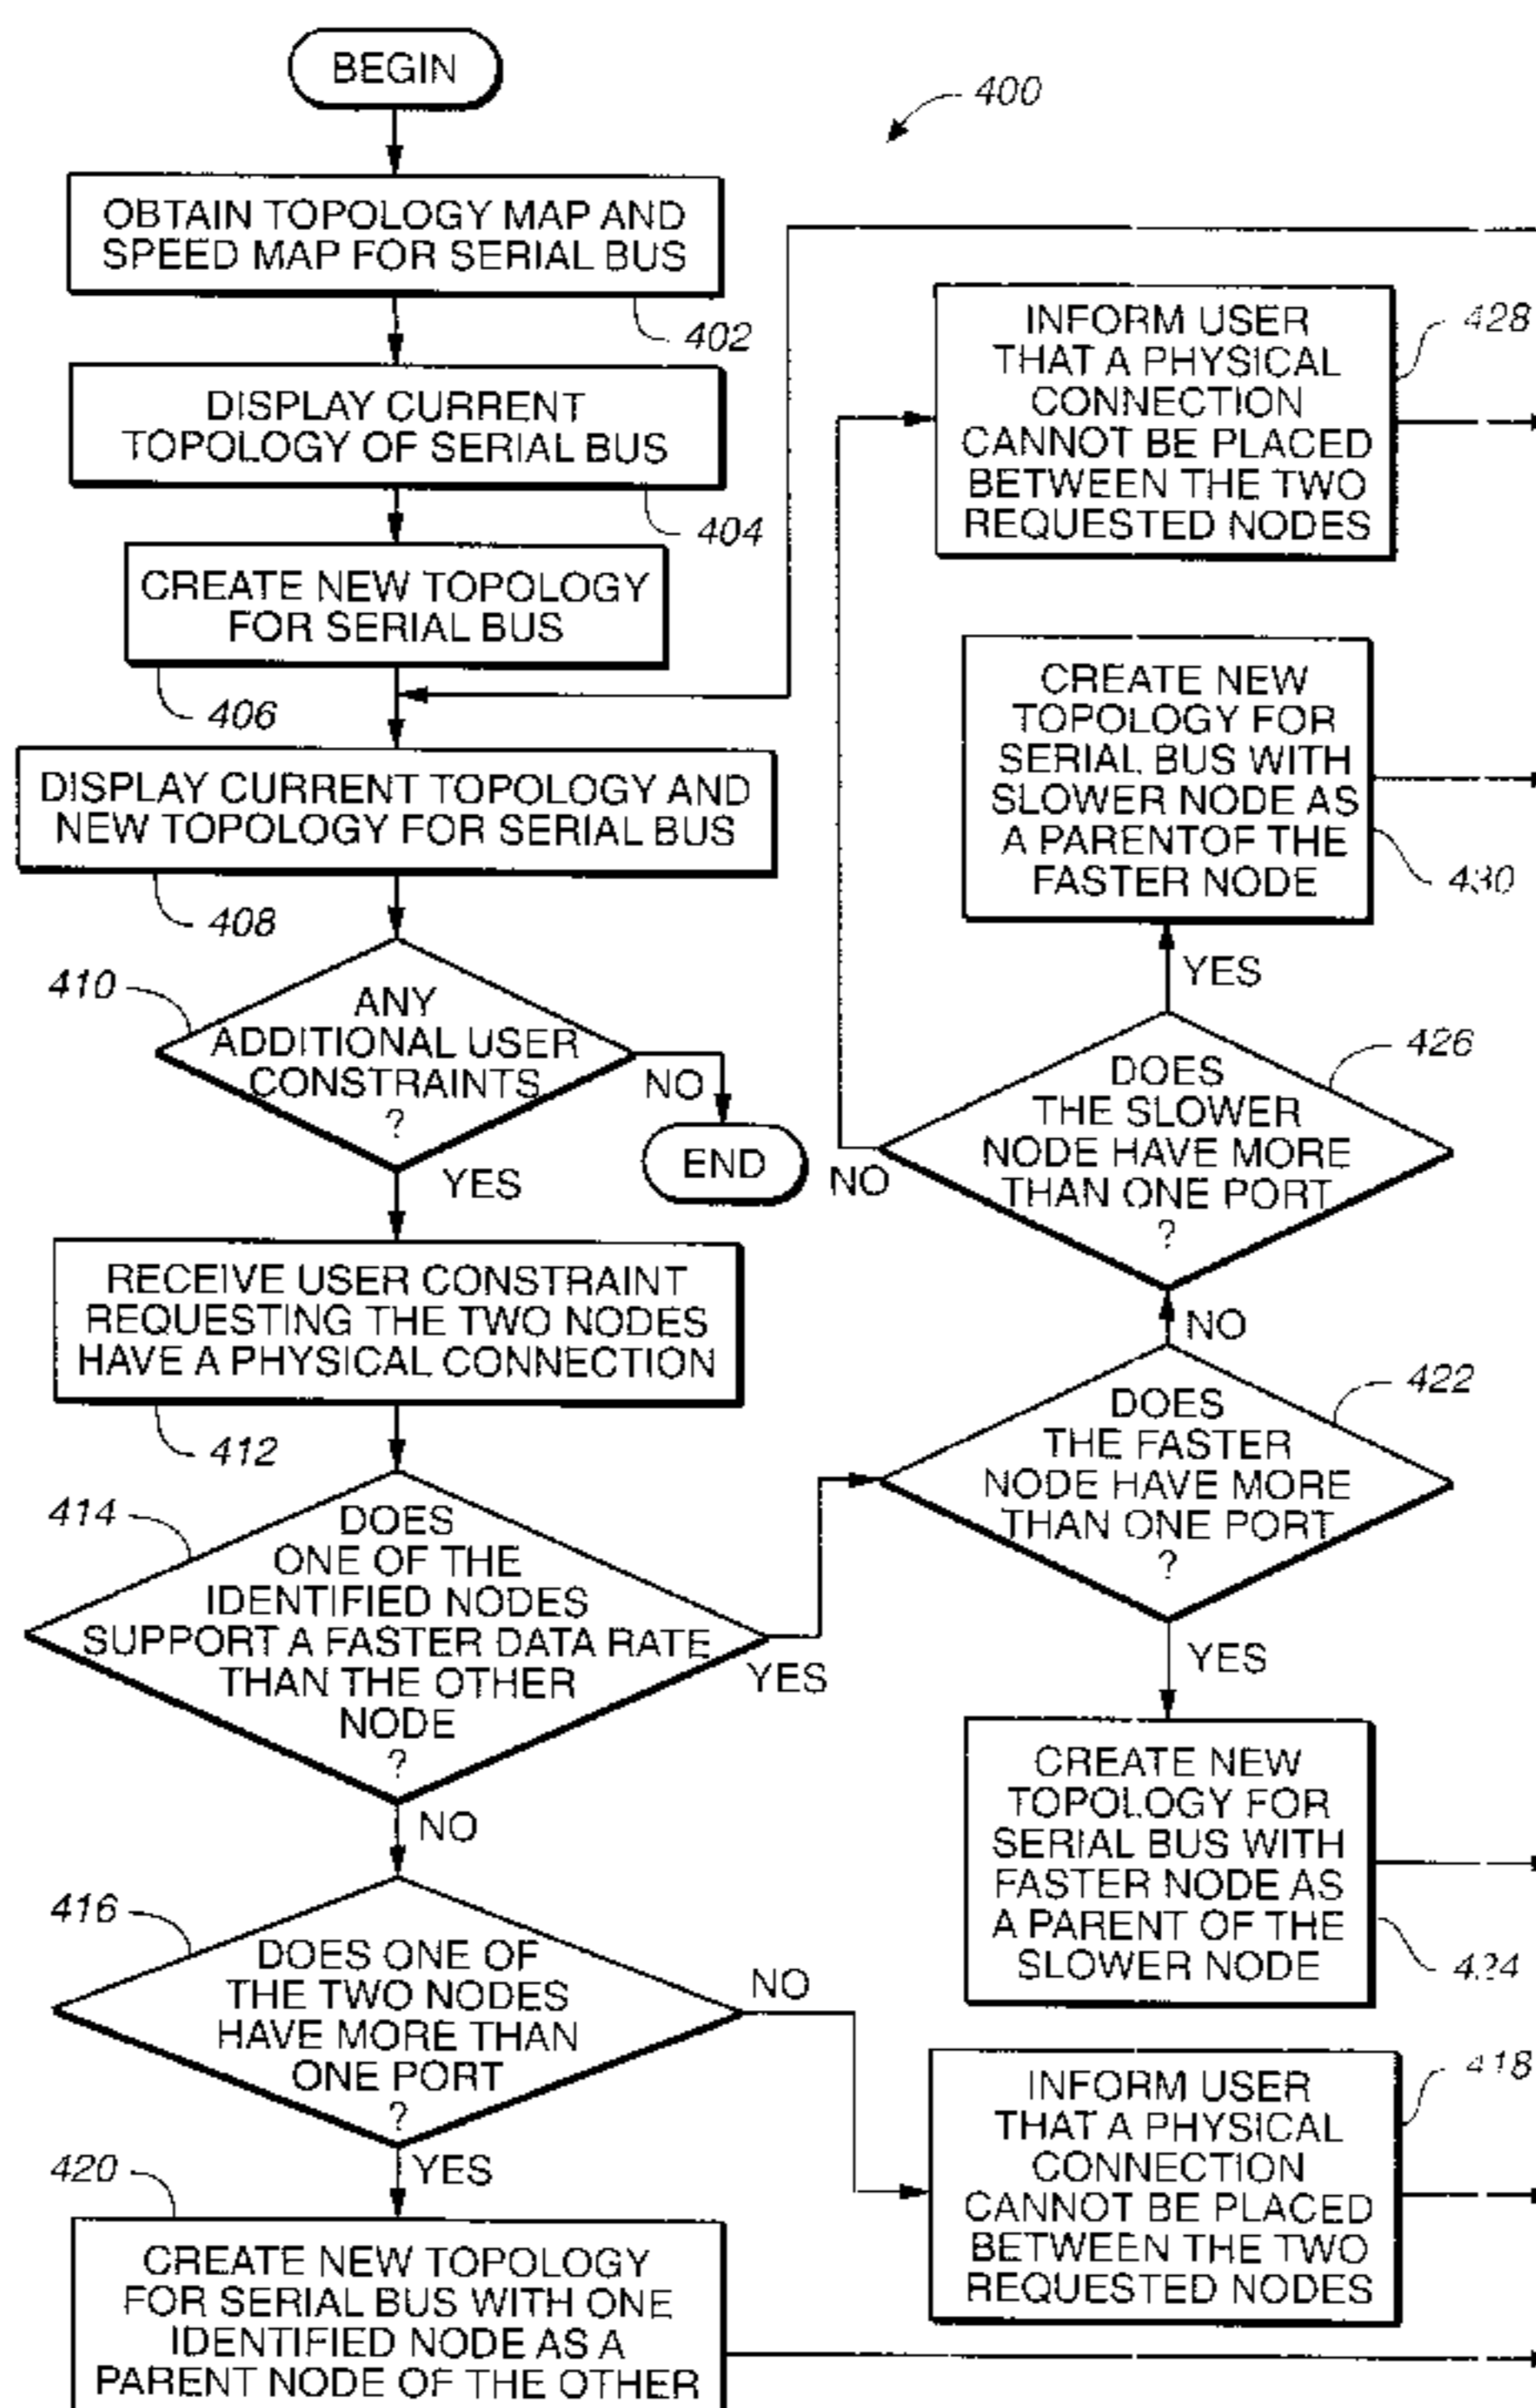 BEGIN
400
OBTAIN TOPOLOGY MAP AND
SPEED MAP FOR SERIAL BUS
402
DISPLAY CURRENT
TOPOLOGY OF SERIAL BUS
404
CREATE NEW TOPOLOGY
FOR SERIAL BUS
406
DISPLAY CURRENT TOPOLOGY AND
NEW TOPOLOGY FOR SERIAL BUS
408
410
ANY
ADDITIONAL USER
CONSTRAINTS
?
NO
END
YES
RECEIVE USER CONSTRAINT
REQUESTING THE TWO NODES
HAVE A PHYSICAL CONNECTION
412
414
DOES
ONE OF THE
IDENTIFIED NODES
SUPPORT A FASTER DATA RATE
THAN THE OTHER
NODE
?
YES
NO
416
DOES ONE OF
THE TWO NODES
HAVE MORE THAN
ONE PORT
?
NO
YES
420
CREATE NEW TOPOLOGY
FOR SERIAL BUS WITH ONE
IDENTIFIED NODE AS A
PARENT NODE OF THE OTHER
INFORM USER
THAT A PHYSICAL
CONNECTION
CANNOT BE PLACED
BETWEEN THE TWO
REQUESTED NODES
428
CREATE NEW
TOPOLOGY FOR
SERIAL BUS WITH
SLOWER NODE AS
A PARENTOF THE
FASTER NODE
430
YES
426
DOES
THE SLOWER
NODE HAVE MORE
THAN ONE PORT
?
NO
NO
422
DOES
THE FASTER
NODE HAVE MORE
THAN ONE PORT
?
YES
CREATE NEW
TOPOLOGY FOR
SERIAL BUS WITH
FASTER NODE AS
A PARENT OF THE
SLOWER NODE
424
418
INFORM USER
THAT A PHYSICAL
CONNECTION
CANNOT BE PLACED
BETWEEN THE TWO
REQUESTED NODES